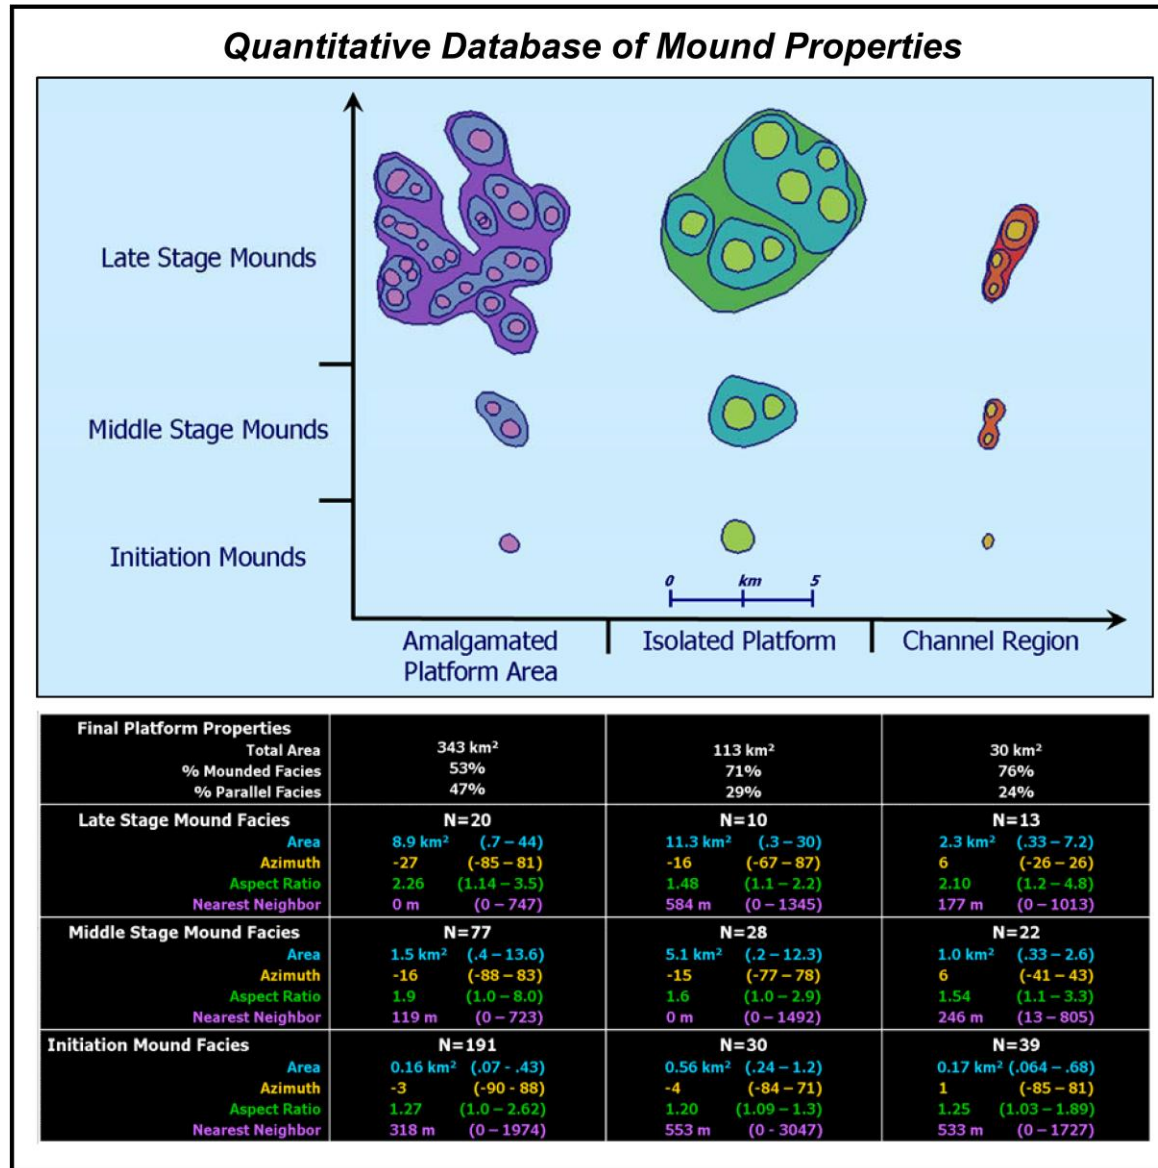 Quantitative Database of Mound Properties
Late Stage Mounds
Middle Stage Mounds
Initiation Mounds
0 km 5
Amalgamated Platform Area
Isolated Platform
Channel Region
Final Platform Properties
Total Area 343 km² 113 km² 30 km²
% Mounded Facies 53% 71% 76%
% Parallel Facies 47% 29% 24%
Late Stage Mound Facies N=20 N=10 N=13
Area 8.9 km² (.7 – 44) 11.3 km² (.3 – 30) 2.3 km² (.33 – 7.2)
Azimuth -27 (-85 – 81) -16 (-67 – 87) 6 (-26 – 26)
Aspect Ratio 2.26 (1.14 – 3.5) 1.48 (1.1 – 2.2) 2.10 (1.2 – 4.8)
Nearest Neighbor 0 m (0 – 747) 584 m (0 – 1345) 177 m (0 – 1013)
Middle Stage Mound Facies N=77 N=28 N=22
Area 1.5 km² (.4 – 13.6) 5.1 km² (.2 – 12.3) 1.0 km² (.33 – 2.6)
Azimuth -16 (-88 – 83) -15 (-77 – 78) 6 (-41 – 43)
Aspect Ratio 1.9 (1.0 – 8.0) 1.6 (1.0 – 2.9) 1.54 (1.1 – 3.3)
Nearest Neighbor 119 m (0 – 723) 0 m (0 – 1492) 246 m (13 – 805)
Initiation Mound Facies N=191 N=30 N=39
Area 0.16 km² (.07 - .43) 0.56 km² (.24 – 1.2) 0.17 km² (.064 – .68)
Azimuth -3 (-90 - 88) -4 (-84 – 71) 1 (-85 – 81)
Aspect Ratio 1.27 (1.0 – 2.62) 1.20 (1.09 – 1.3) 1.25 (1.03 – 1.89)
Nearest Neighbor 318 m (0 – 1974) 553 m (0 - 3047) 533 m (0 – 1727)